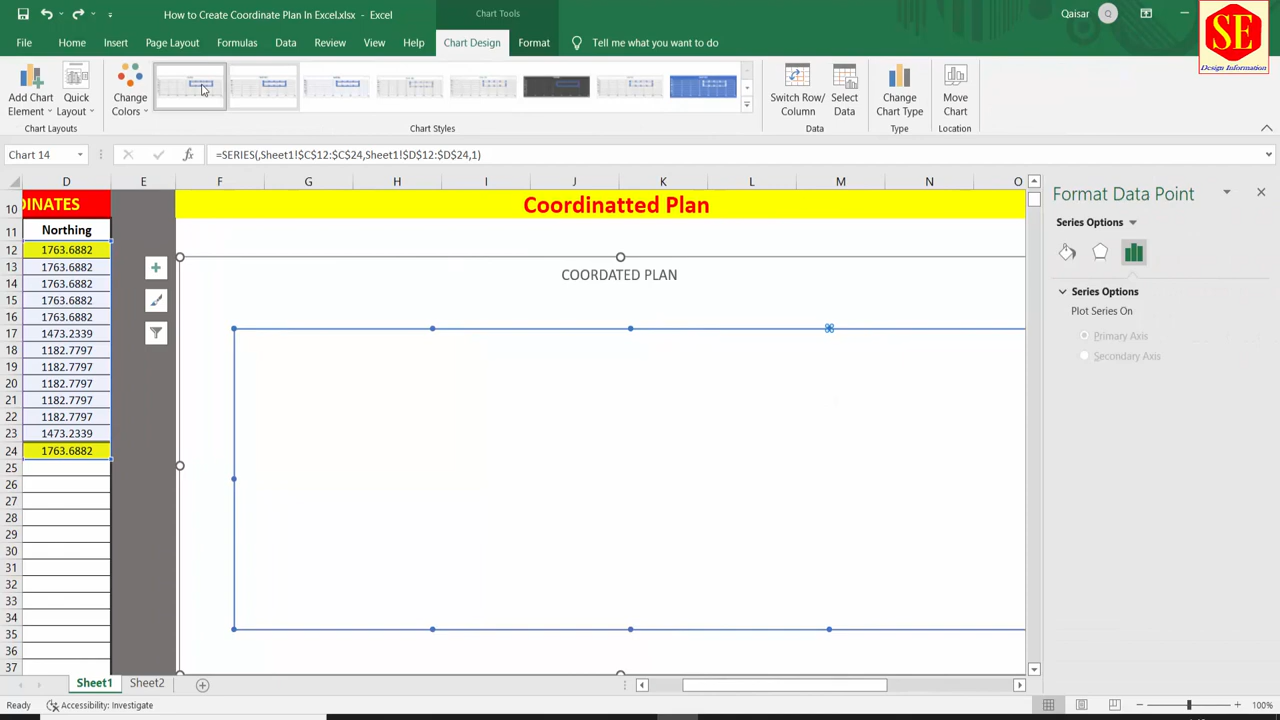 How to Create Coordinate Plan In Excel.xlsx - Excel
Chart Tools
Qaisar Q
SE
Design Information
File Home Insert Page Layout Formulas Data Review View Help Chart Design Format Tell me what you want to do
Add Chart Element
Quick Layout
Change Colors
Switch Row/ Column
Select Data
Change Chart Type
Move Chart
Chart Layouts
Chart Styles
Data
Type
Location
Chart 14
fx
=SERIES(,Sheet1!$C$12:$C$24,Sheet1!$D$12:$D$24,1)
D E F G H I J K L M N O
10 DINATES
Coordinatted Plan
11 Northing
12 1763.6882
13 1763.6882
14 1763.6882
15 1763.6882
16 1763.6882
17 1473.2339
18 1182.7797
19 1182.7797
20 1182.7797
21 1182.7797
22 1182.7797
23 1473.2339
24 1763.6882
25
26
27
28
29
30
31
32
33
34
35
36
37
COORDATED PLAN
Format Data Point
Series Options
Series Options
Plot Series On
Primary Axis
Secondary Axis
Sheet1 Sheet2
Ready Accessibility: Investigate
100%